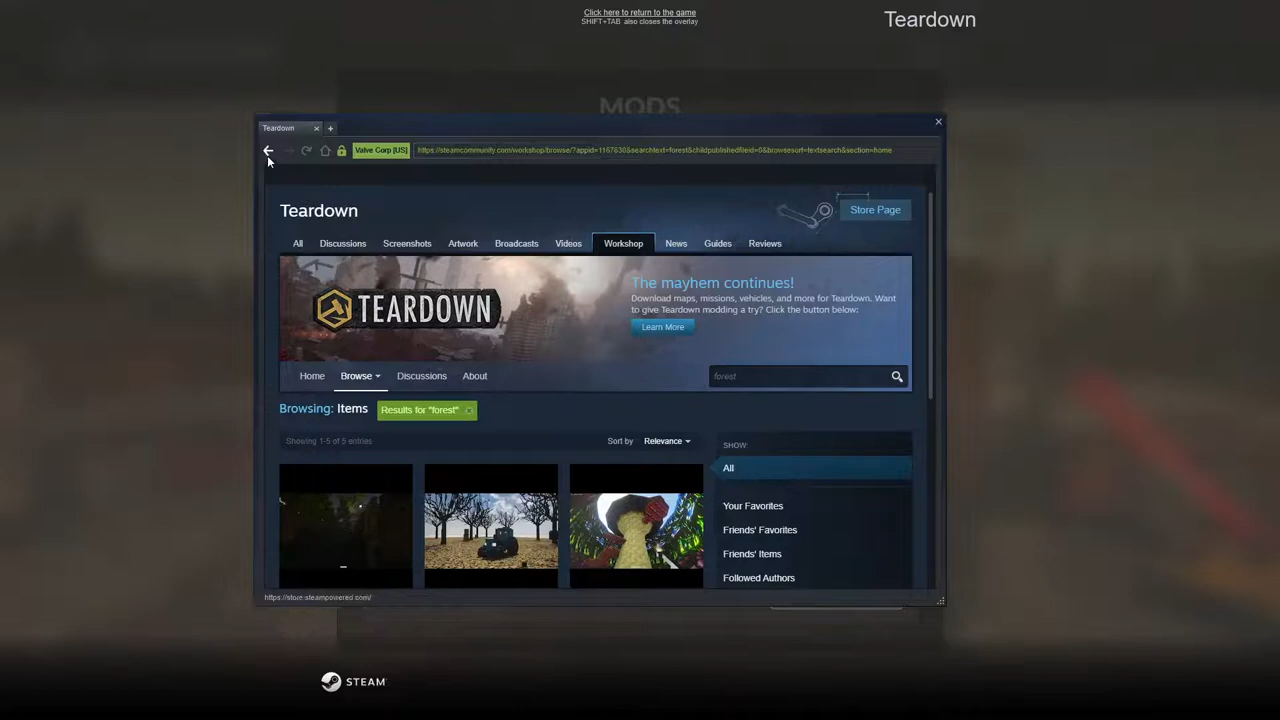 Click here to return to the game
SHIFT+TAB also closes the overlay
Teardown
MODS
Teardown
Valve Corp [US]
https://steamcommunity.com/workshop/browse/?appid=1167630&searchtext=forest&childpublishedfileid=0&browsesort=textsearch&section=home
Teardown
Store Page
All Discussions Screenshots Artwork Broadcasts Videos Workshop News Guides Reviews
TEARDOWN
The mayhem continues!
Download maps, missions, vehicles, and more for Teardown. Want
to give Teardown modding a try? Click the button below:
Learn More
Home Browse Discussions About
forest
Browsing: Items Results for "forest"
Showing 1-5 of 5 entries
Sort by Relevance
SHOW:
All
Your Favorites
Friends' Favorites
Friends' Items
Followed Authors
https://store.steampowered.com/
STEAM